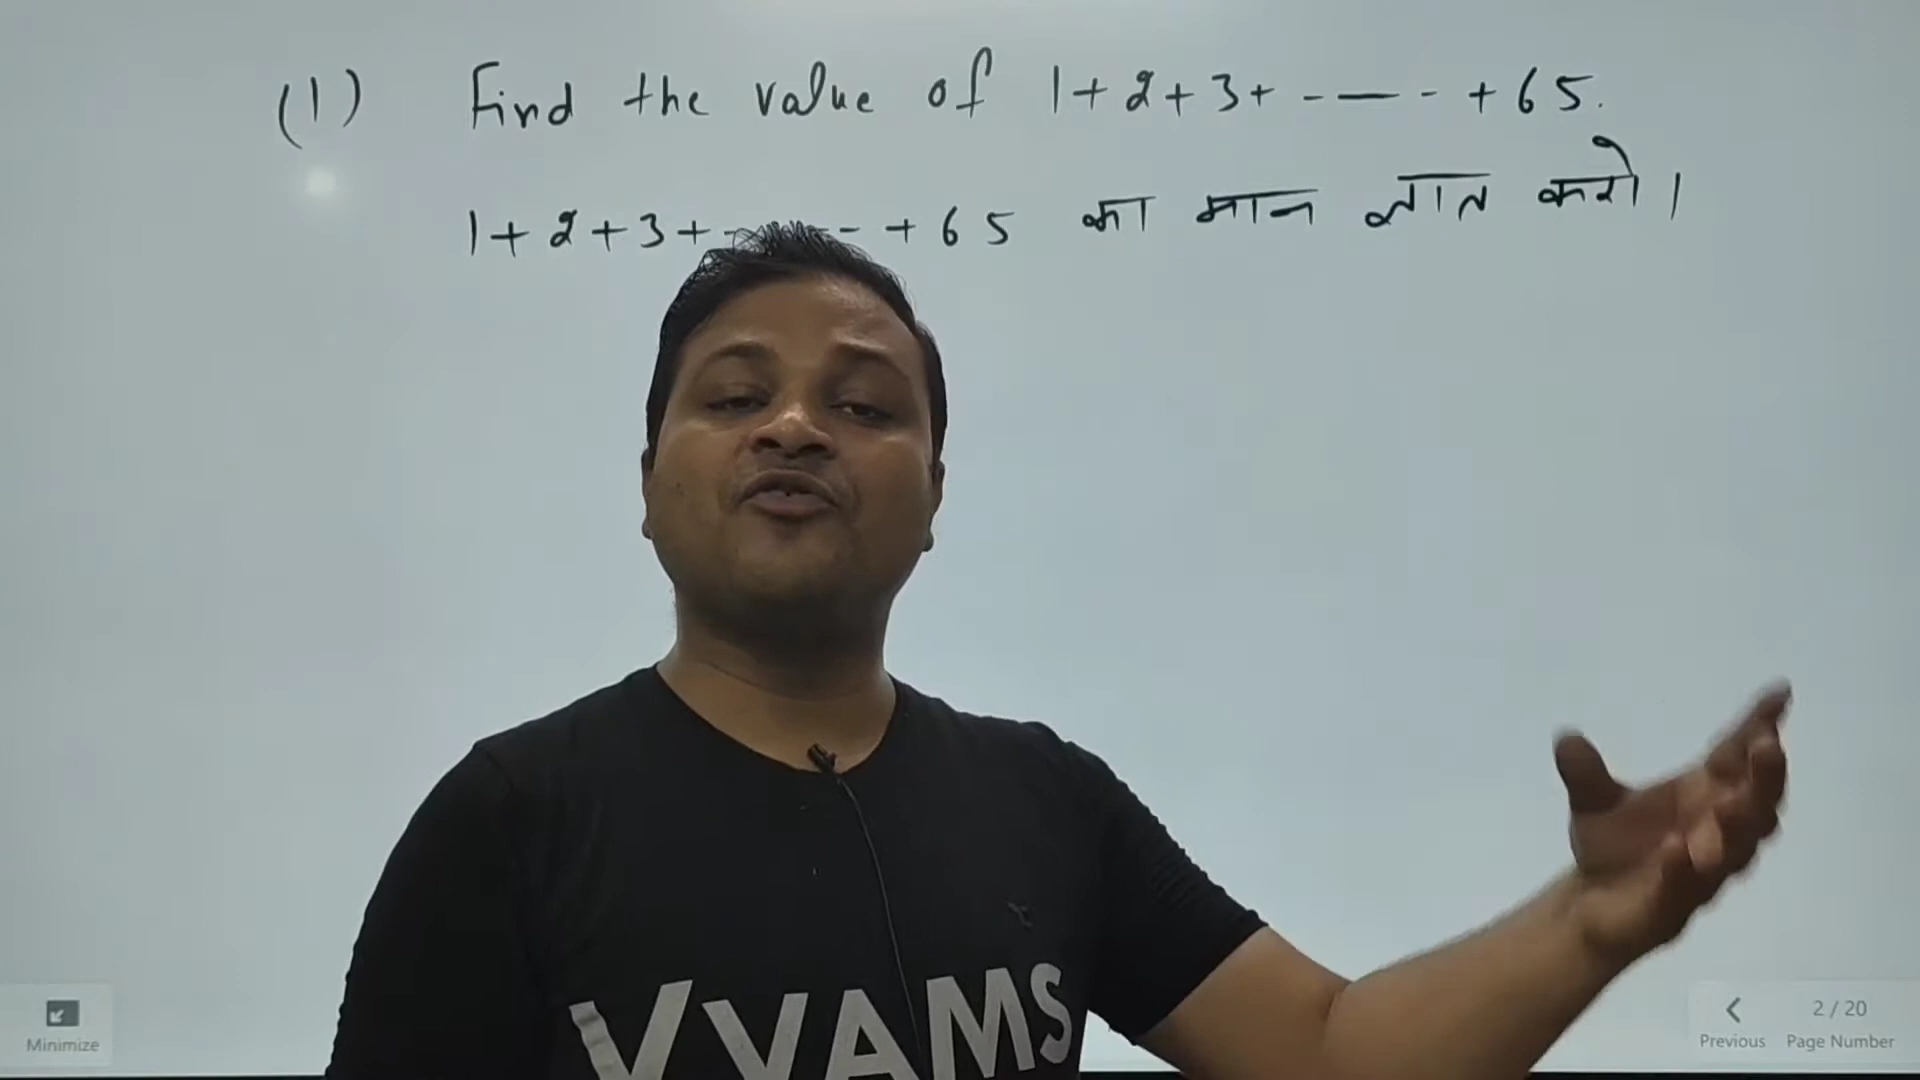 (1) Find the value of 1+2+3+ - — - - +65.
1+2+3+ - - +65 का मान ज्ञात करो।
VYAMS
Minimize
Previous
2 / 20
Page Number